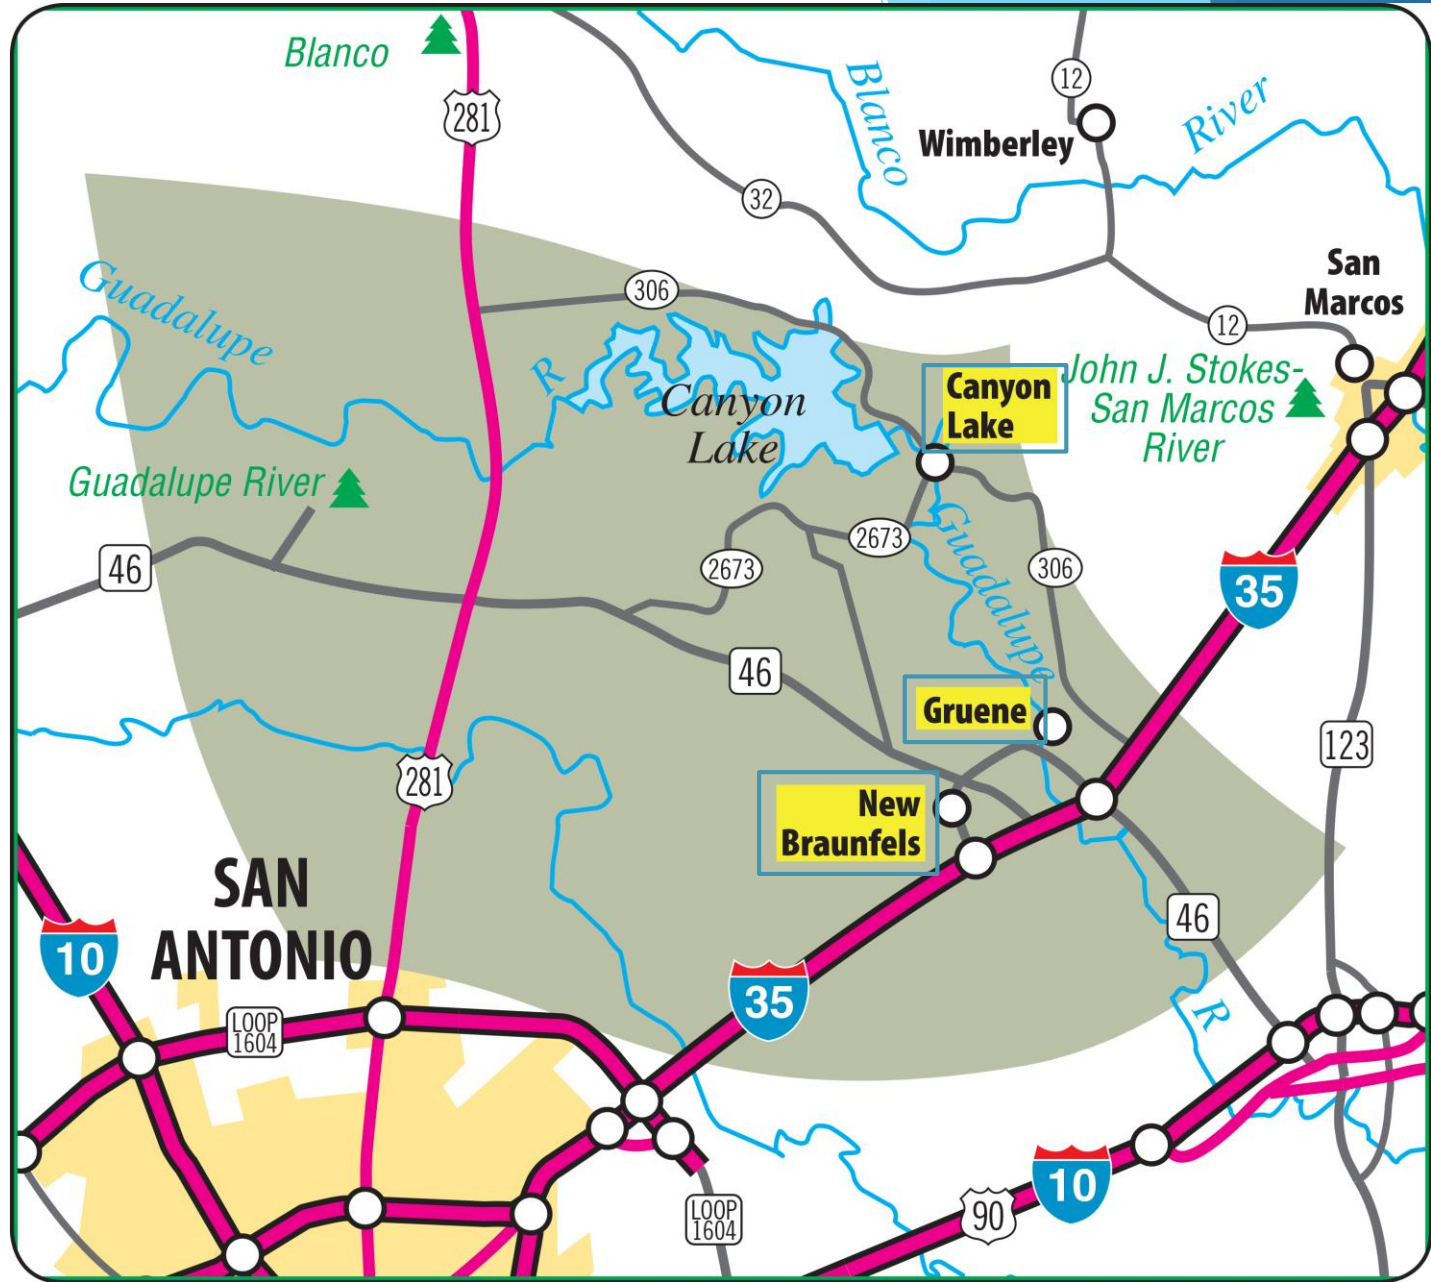 Blanco
281
12
Blanco
River
Wimberley
32
San
Marcos
Guadalupe
306
12
R
Canyon
Lake
Canyon
Lake
John J. Stokes-
San Marcos
River
Guadalupe River
46
2673
2673
Guadalupe
306
35
46
Gruene
123
281
New
Braunfels
SAN
ANTONIO
10
46
35
R
LOOP
1604
10
90
LOOP
1604